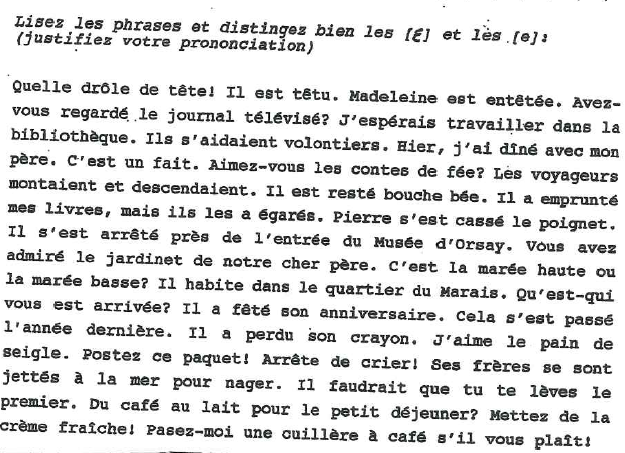 Lisez les phrases et distingez bien les [ɛ] et lès [e]:
(justifiez votre prononciation)
Quelle drôle de tête! Il est têtu. Madeleine est entêtée. Avez-
vous regardé le journal télévisé? J'espérais travailler dans la
bibliothèque. Ils s'aidaient volontiers. Hier, j'ai dîné avec mon
père. C'est un fait. Aimez-vous les contes de fée? Les voyageurs
montaient et descendaient. Il est resté bouche bée. Il a emprunté
mes livres, mais ils les a égarés. Pierre s'est cassé le poignet.
Il s'est arrêté près de l'entrée du Musée d'Orsay. Vous avez
admiré le jardinet de notre cher père. C'est la marée haute ou
la marée basse? Il habite dans le quartier du Marais. Qu'est-qui
vous est arrivée? Il a fêté son anniversaire. Cela s'est passé
l'année dernière. Il a perdu son crayon. J'aime le pain de
seigle. Postez ce paquet! Arrête de crier! Ses frères se sont
jettés à la mer pour nager. Il faudrait que tu te lèves le
premier. Du café au lait pour le petit déjeuner? Mettez de la
crème fraîche! Pasez-moi une cuillère à café s'il vous plaît!